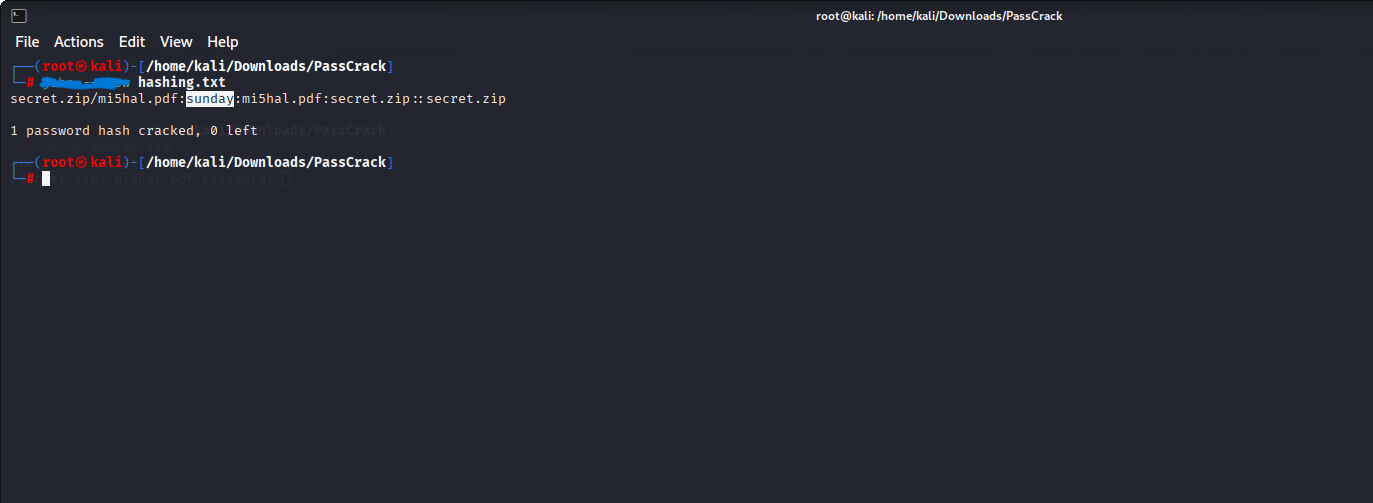 root@kali: /home/kali/Downloads/PassCrack
File Actions Edit View Help
┌──(root㉿kali)-[/home/kali/Downloads/PassCrack]
└─# hashing.txt
secret.zip/mi5hal.pdf:sunday:mi5hal.pdf:secret.zip::secret.zip
1 password hash cracked, 0 left
┌──(root㉿kali)-[/home/kali/Downloads/PassCrack]
└─#